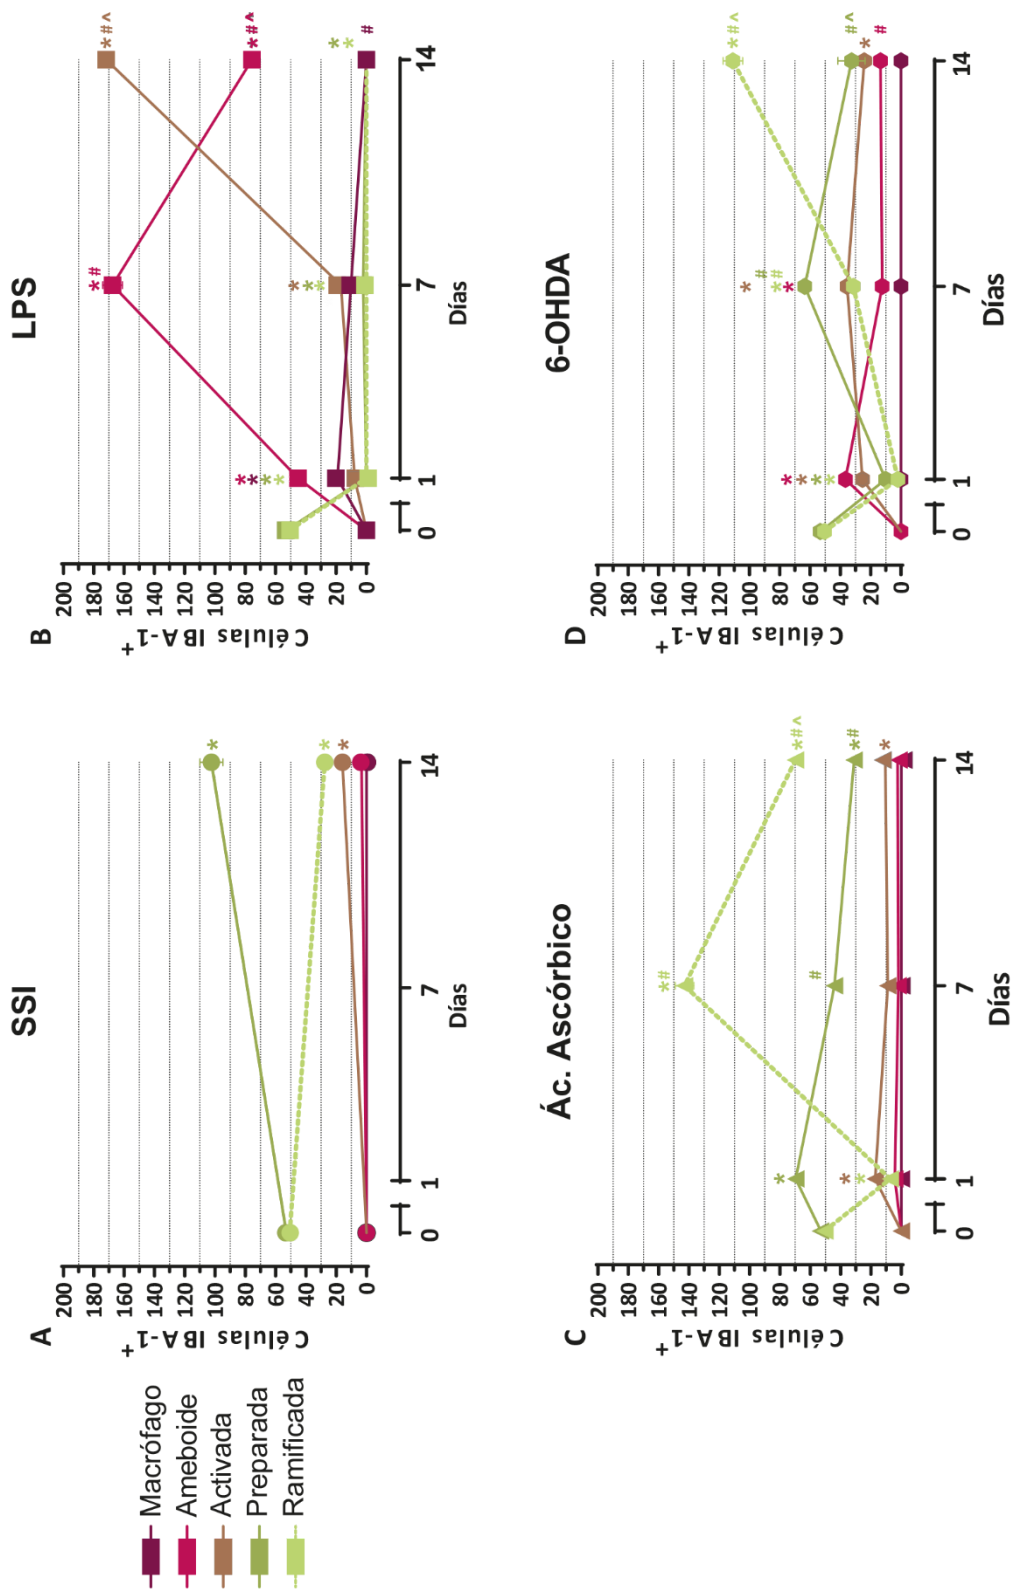 Macrófago
Ameboide
Activada
Preparada
Ramificada
A
SSI
Células IBA-1+
200
180
160
140
120
100
80
60
40
20
0
*
*
*
0 1 7 14
Días
B
LPS
Células IBA-1+
200
180
160
140
120
100
80
60
40
20
0
****
*#
***
*#^
*#^
**
#
0 1 7 14
Días
C
Ác. Ascórbico
Células IBA-1+
200
180
160
140
120
100
80
60
40
20
0
*
*
*
*#
#
*#^
*#
*
0 1 7 14
Días
D
6-OHDA
Células IBA-1+
200
180
160
140
120
100
80
60
40
20
0
****
*
#
*#
*
*#^
#^
*
#
0 1 7 14
Días